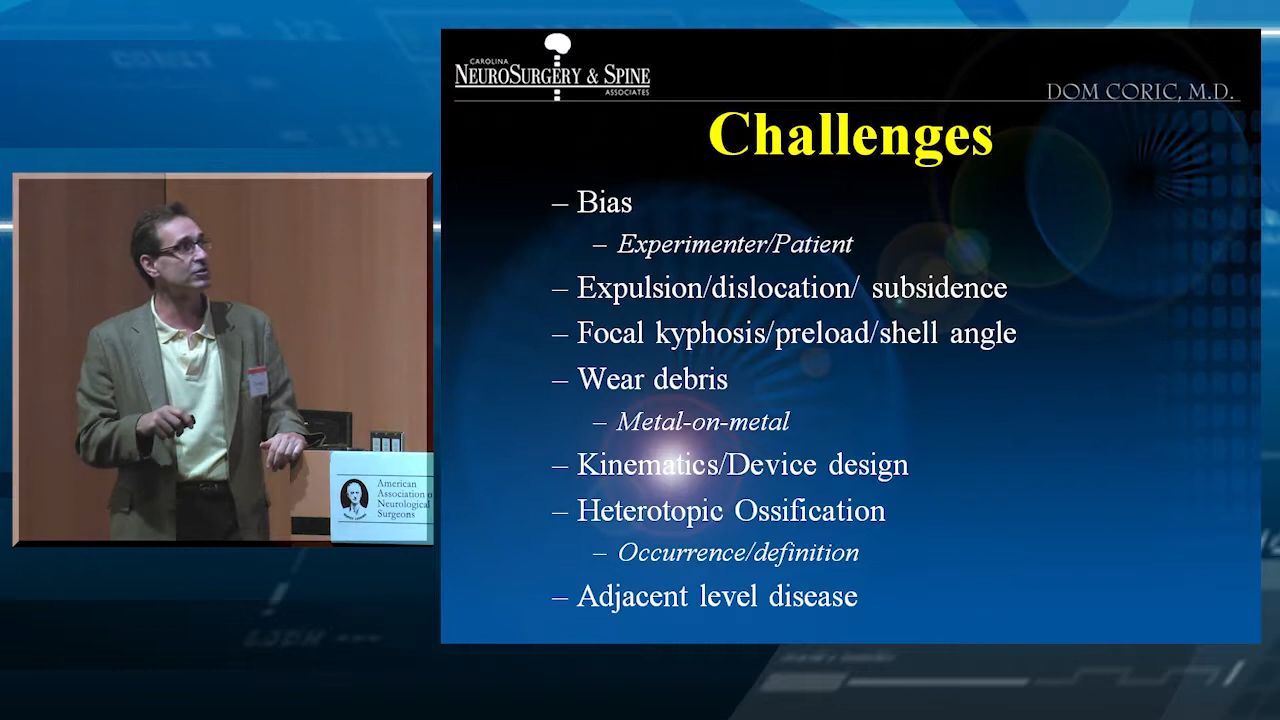 CAROLINA
NEUROSURGERY & SPINE
ASSOCIATES
DOM CORIC, M.D.
Challenges
– Bias
– Experimenter/Patient
– Expulsion/dislocation/ subsidence
– Focal kyphosis/preload/shell angle
– Wear debris
– Metal-on-metal
– Kinematics/Device design
– Heterotopic Ossification
– Occurrence/definition
– Adjacent level disease
American
Association o
Neurological
Surgeons